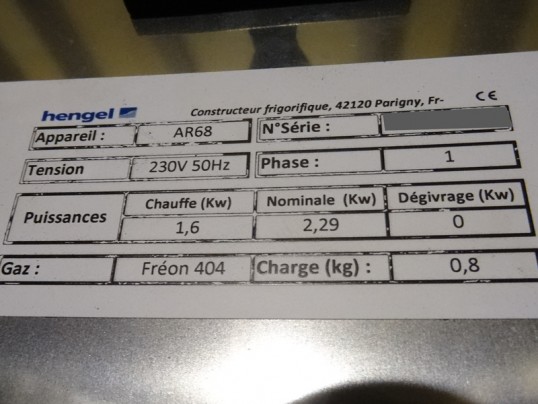 hengel Constructeur frigorifique, 42120 Parigny, Fr- CE
Appareil : AR68 N°Série :
Tension 230V 50Hz Phase : 1
Chauffe (Kw) Nominale (Kw) Dégivrage (Kw)
Puissances 1,6 2,29 0
Gaz : Fréon 404 Charge (kg) : 0,8